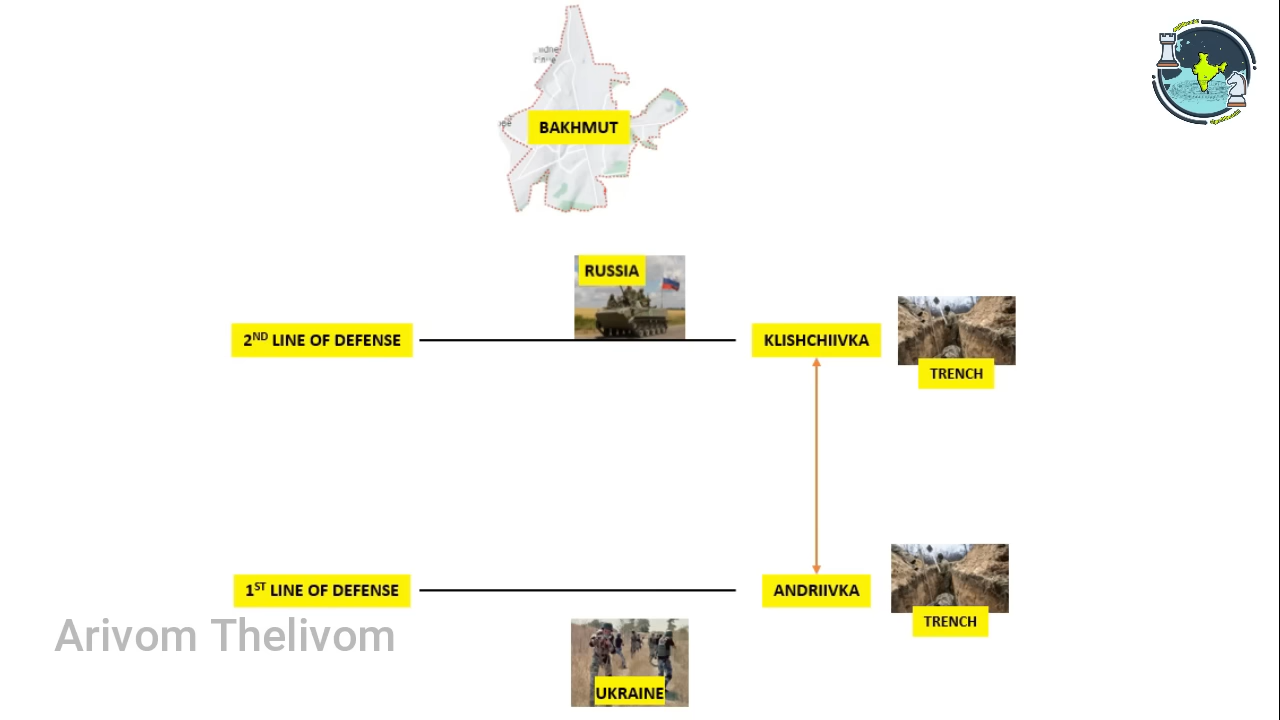 BAKHMUT
RUSSIA
2ND LINE OF DEFENSE
KLISHCHIIVKA
TRENCH
1ST LINE OF DEFENSE
ANDRIIVKA
TRENCH
Arivom Thelivom
UKRAINE